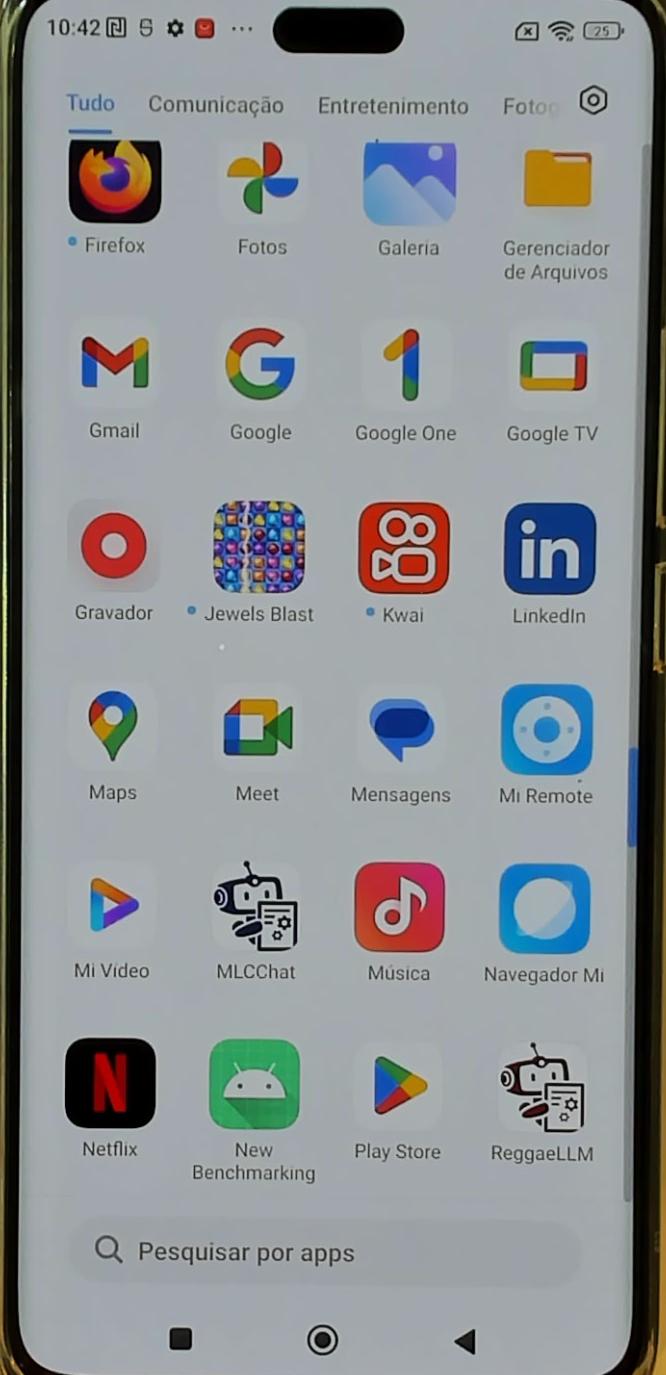 10:42 25
Tudo Comunicação Entretenimento Fotog
Firefox Fotos Galeria Gerenciador
de Arquivos
Gmail Google Google One Google TV
in
Gravador Jewels Blast Kwai LinkedIn
Maps Meet Mensagens Mi Remote
Mi Vídeo MLCChat Música Navegador Mi
N
Netflix New Play Store ReggaeLLM
Benchmarking
Pesquisar por apps